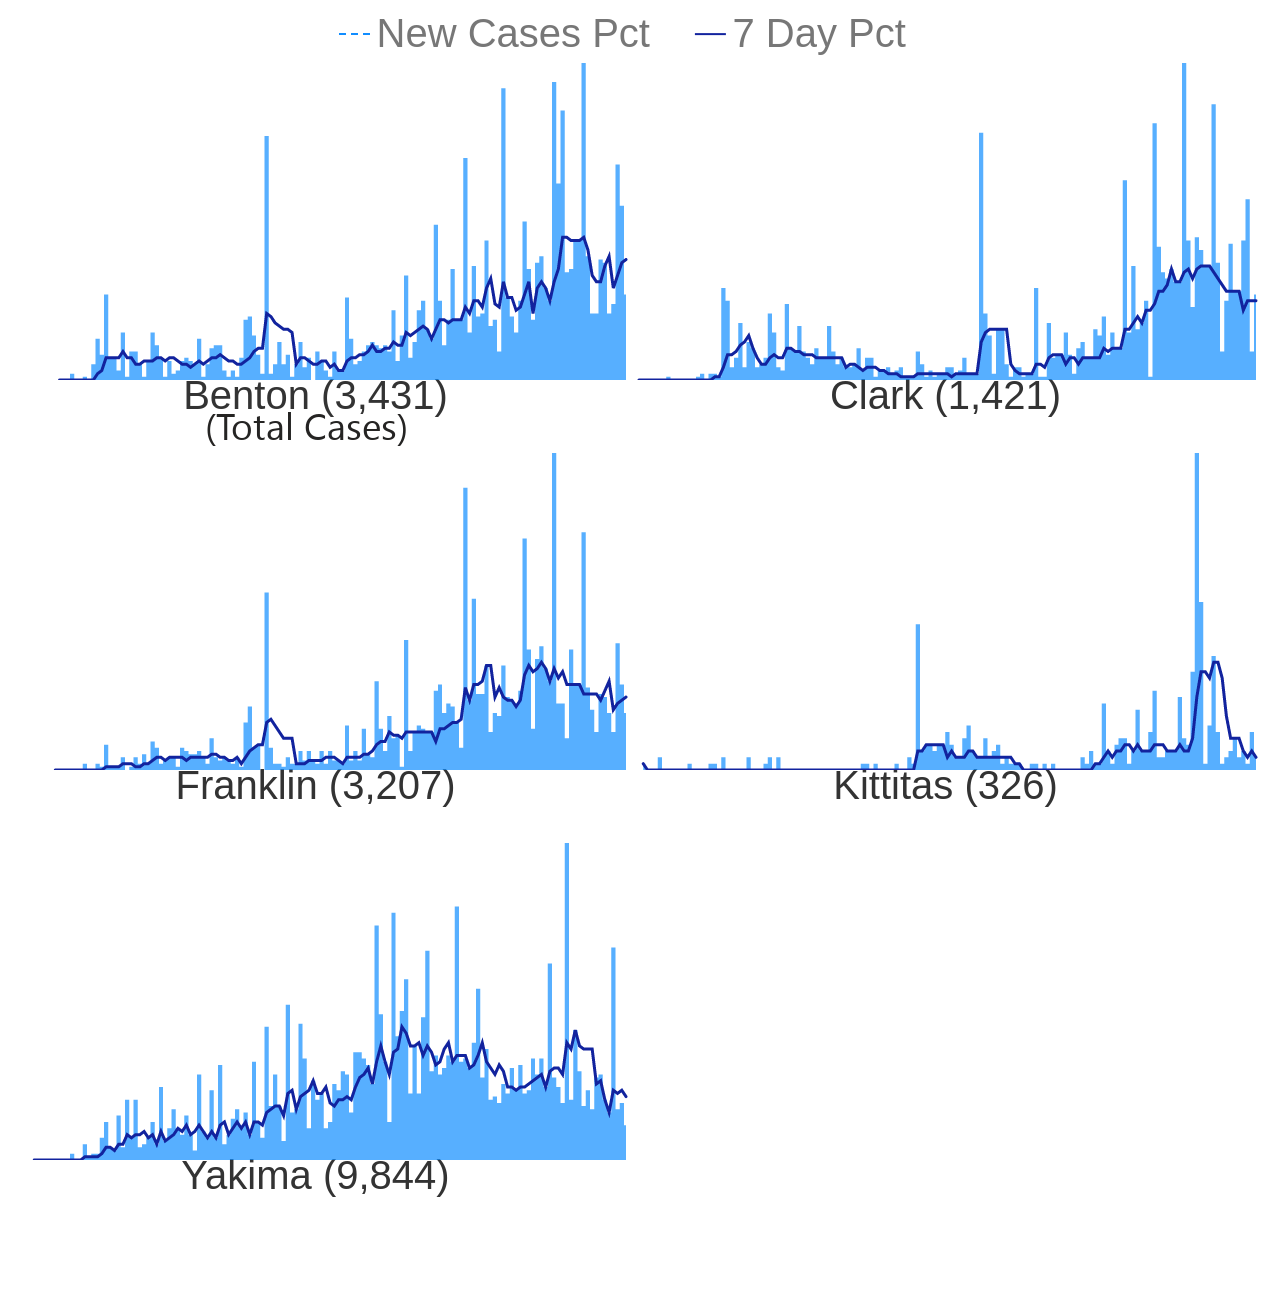 New Cases Pct 7 Day Pct
Benton (3,431) Clark (1,421)
(Total Cases)
Franklin (3,207) Kittitas (326)
Yakima (9,844)